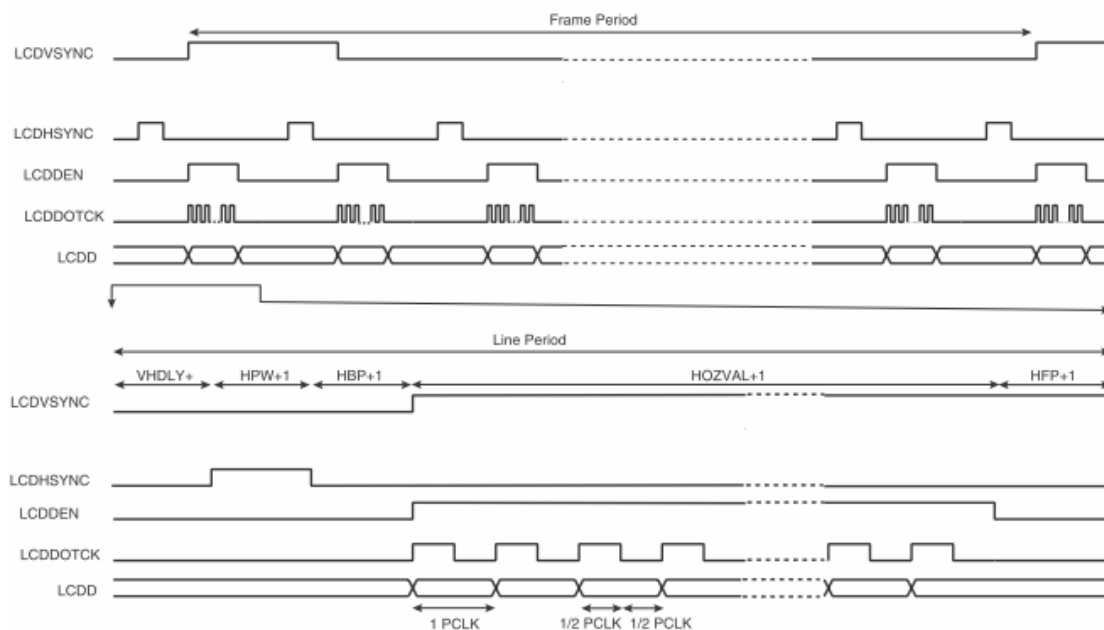 Frame Period
LCDVSYNC
LCDHSYNC
LCDDEN
LCDDOTCK
LCDD
Line Period
VHDLY+ HPW+1 HBP+1 HOZVAL+1 HFP+1
LCDVSYNC
LCDHSYNC
LCDDEN
LCDDOTCK
LCDD
1 PCLK 1/2 PCLK 1/2 PCLK